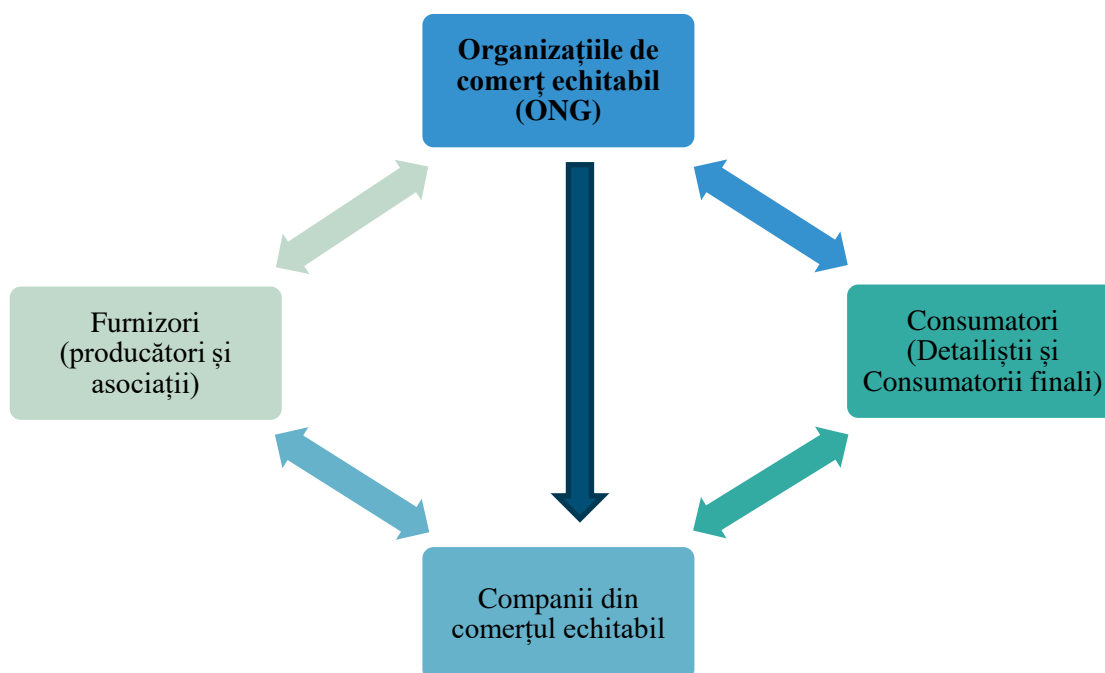 Organizațiile de
comerț echitabil
(ONG)
Furnizori
(producători și
asociații)
Consumatori
(Detailiștii și
Consumatorii finali)
Companii din
comerțul echitabil